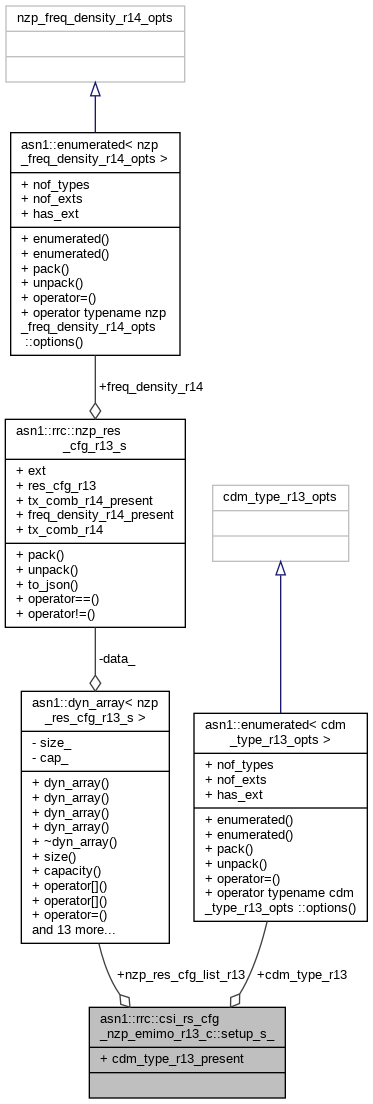 nzp_freq_density_r14_opts
asn1::enumerated< nzp
_freq_density_r14_opts >
+ nof_types
+ nof_exts
+ has_ext
+ enumerated()
+ enumerated()
+ pack()
+ unpack()
+ operator=()
+ operator typename nzp
_freq_density_r14_opts
::options()
+freq_density_r14
asn1::rrc::nzp_res
_cfg_r13_s
+ ext
+ res_cfg_r13
+ tx_comb_r14_present
+ freq_density_r14_present
+ tx_comb_r14
+ pack()
+ unpack()
+ to_json()
+ operator==()
+ operator!=()
-data_
asn1::dyn_array< nzp
_res_cfg_r13_s >
- size_
- cap_
+ dyn_array()
+ dyn_array()
+ dyn_array()
+ dyn_array()
+ ~dyn_array()
+ size()
+ capacity()
+ operator[]()
+ operator[]()
+ operator=()
and 13 more...
+nzp_res_cfg_list_r13
cdm_type_r13_opts
asn1::enumerated< cdm
_type_r13_opts >
+ nof_types
+ nof_exts
+ has_ext
+ enumerated()
+ enumerated()
+ pack()
+ unpack()
+ operator=()
+ operator typename cdm
_type_r13_opts ::options()
+cdm_type_r13
asn1::rrc::csi_rs_cfg
_nzp_emimo_r13_c::setup_s_
+ cdm_type_r13_present